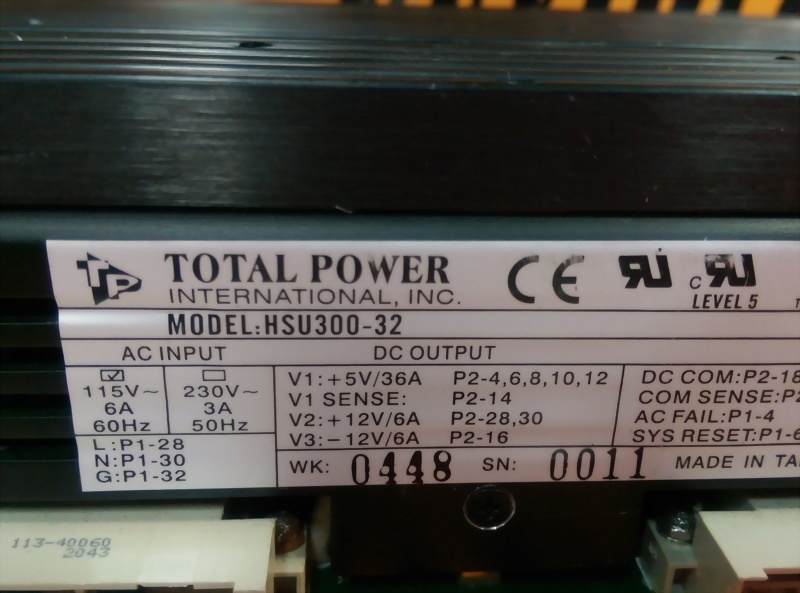 TP TOTAL POWER
INTERNATIONAL, INC.
CE
C
LEVEL 5
MODEL:HSU300-32
AC INPUT DC OUTPUT
115V~ 230V~
6A 3A
60Hz 50Hz
L:P1-28
N:P1-30
G:P1-32
V1:+5V/36A P2-4,6,8,10,12
V1 SENSE: P2-14
V2:+12V/6A P2-28,30
V3:-12V/6A P2-16
DC COM:P2-18
COM SENSE:
AC FAIL:P1-4
SYS RESET:P1-6
WK: 0448 SN: 0011 MADE IN
113-40060
2043